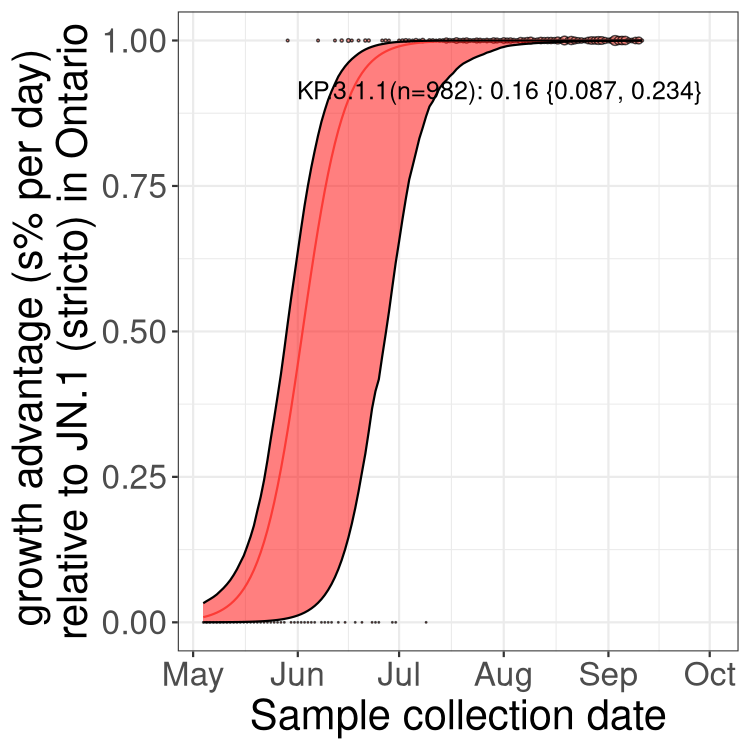 growth advantage (s% per day)
relative to JN.1 (stricto) in Ontario
1.00
0.75
0.50
0.25
0.00
KP.3.1.1(n=982): 0.16 {0.087, 0.234}
May Jun Jul Aug Sep Oct
Sample collection date